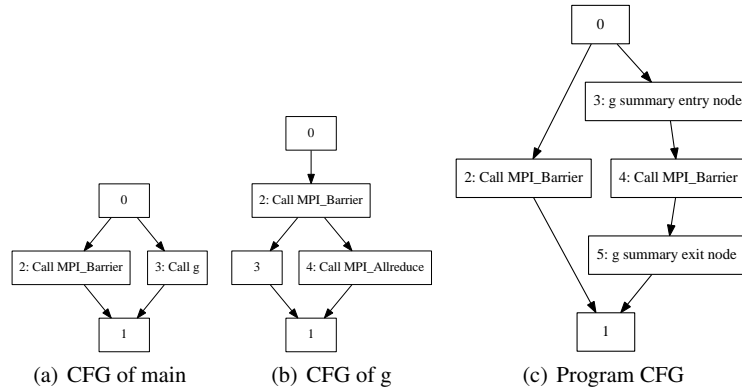 0
2: Call MPI_Barrier
3: Call g
1
(a) CFG of main
0
2: Call MPI_Barrier
3
4: Call MPI_Allreduce
1
(b) CFG of g
0
3: g summary entry node
2: Call MPI_Barrier
4: Call MPI_Barrier
5: g summary exit node
1
(c) Program CFG